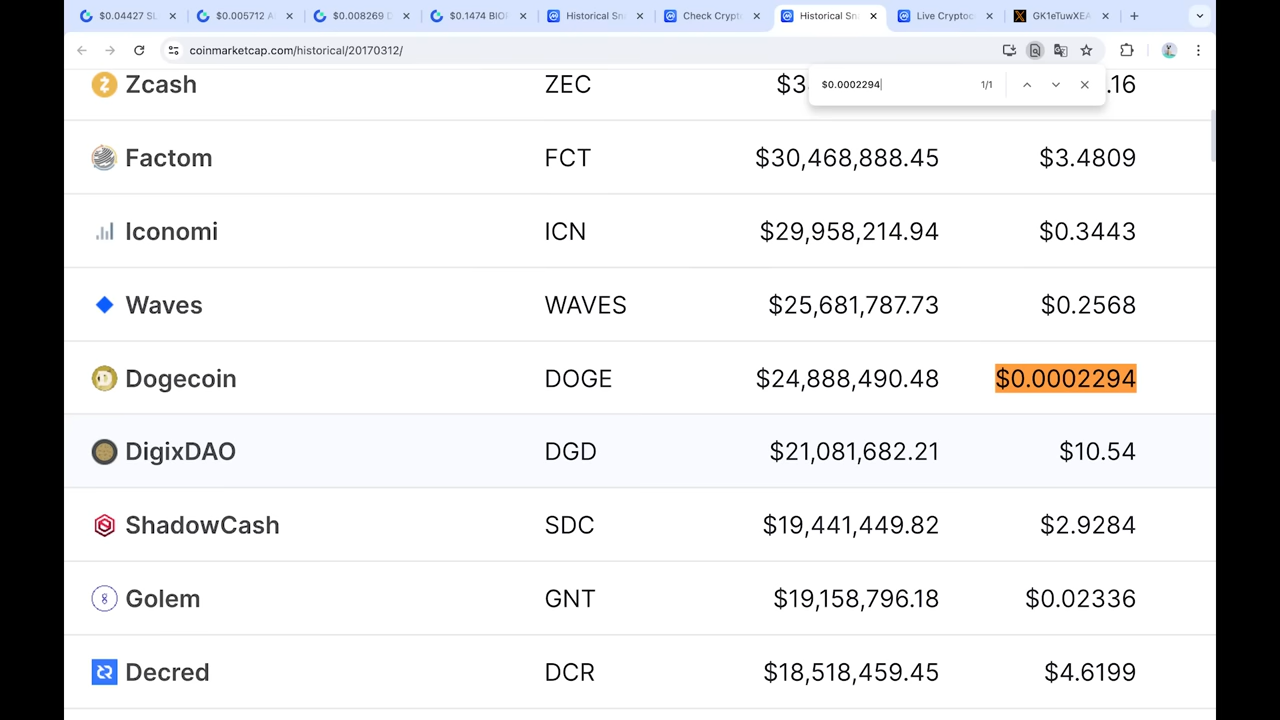 $0.04427 SL
$0.005712 A
$0.008269 D
$0.1474 BIO
Historical Sn
Check Crypt
Historical Sn
Live Cryptoc
GK1eTuwXEA
coinmarketcap.com/historical/20170312/
$0.0002294 1/1
Zcash ZEC $3 .16
Factom FCT $30,468,888.45 $3.4809
Iconomi ICN $29,958,214.94 $0.3443
Waves WAVES $25,681,787.73 $0.2568
Dogecoin DOGE $24,888,490.48 $0.0002294
DigixDAO DGD $21,081,682.21 $10.54
ShadowCash SDC $19,441,449.82 $2.9284
Golem GNT $19,158,796.18 $0.02336
Decred DCR $18,518,459.45 $4.6199